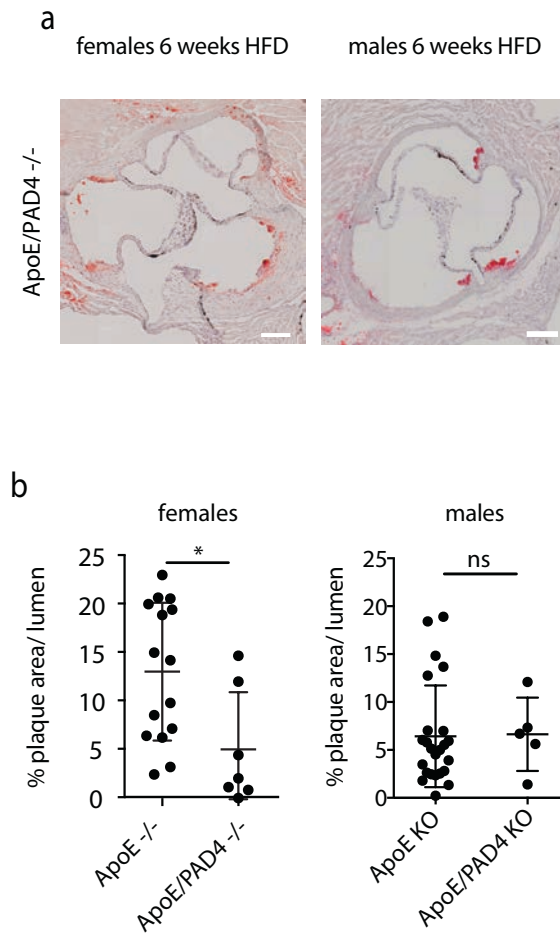 a
females 6 weeks HFD
males 6 weeks HFD
ApoE/PAD4 -/-
b
females
males
% plaque area/ lumen
25
20
15
10
5
0
*
ApoE -/-
ApoE/PAD4 -/-
% plaque area/ lumen
25
20
15
10
5
0
ns
ApoE KO
ApoE/PAD4 KO